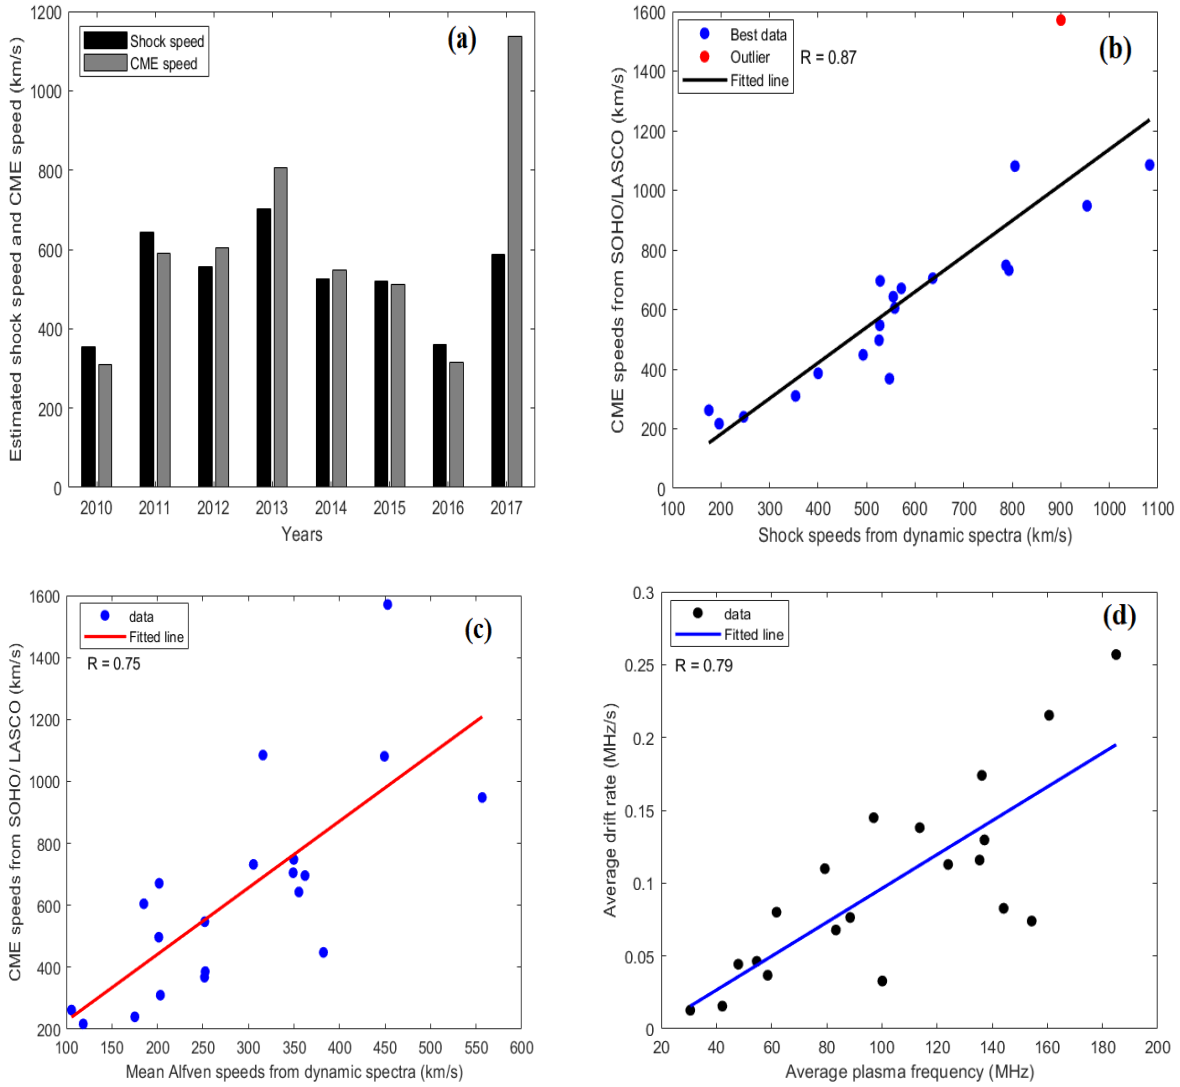 (a)
Shock speed
CME speed
Estimated shock speed and CME speed (km/s)
1200
1000
800
600
400
200
0
2010 2011 2012 2013 2014 2015 2016 2017
Years
(b)
Best data
Outlier
Fitted line
R = 0.87
CME speeds from SOHO/LASCO (km/s)
1600
1400
1200
1000
800
600
400
200
0
100 200 300 400 500 600 700 800 900 1000 1100
Shock speeds from dynamic spectra (km/s)
(c)
data
Fitted line
R = 0.75
CME speeds from SOHO/ LASCO (km/s)
1600
1400
1200
1000
800
600
400
200
100 150 200 250 300 350 400 450 500 550 600
Mean Alfven speeds from dynamic spectra (km/s)
(d)
data
Fitted line
R = 0.79
Average drift rate (MHz/s)
0.3
0.25
0.2
0.15
0.1
0.05
0
20 40 60 80 100 120 140 160 180 200
Average plasma frequency (MHz)